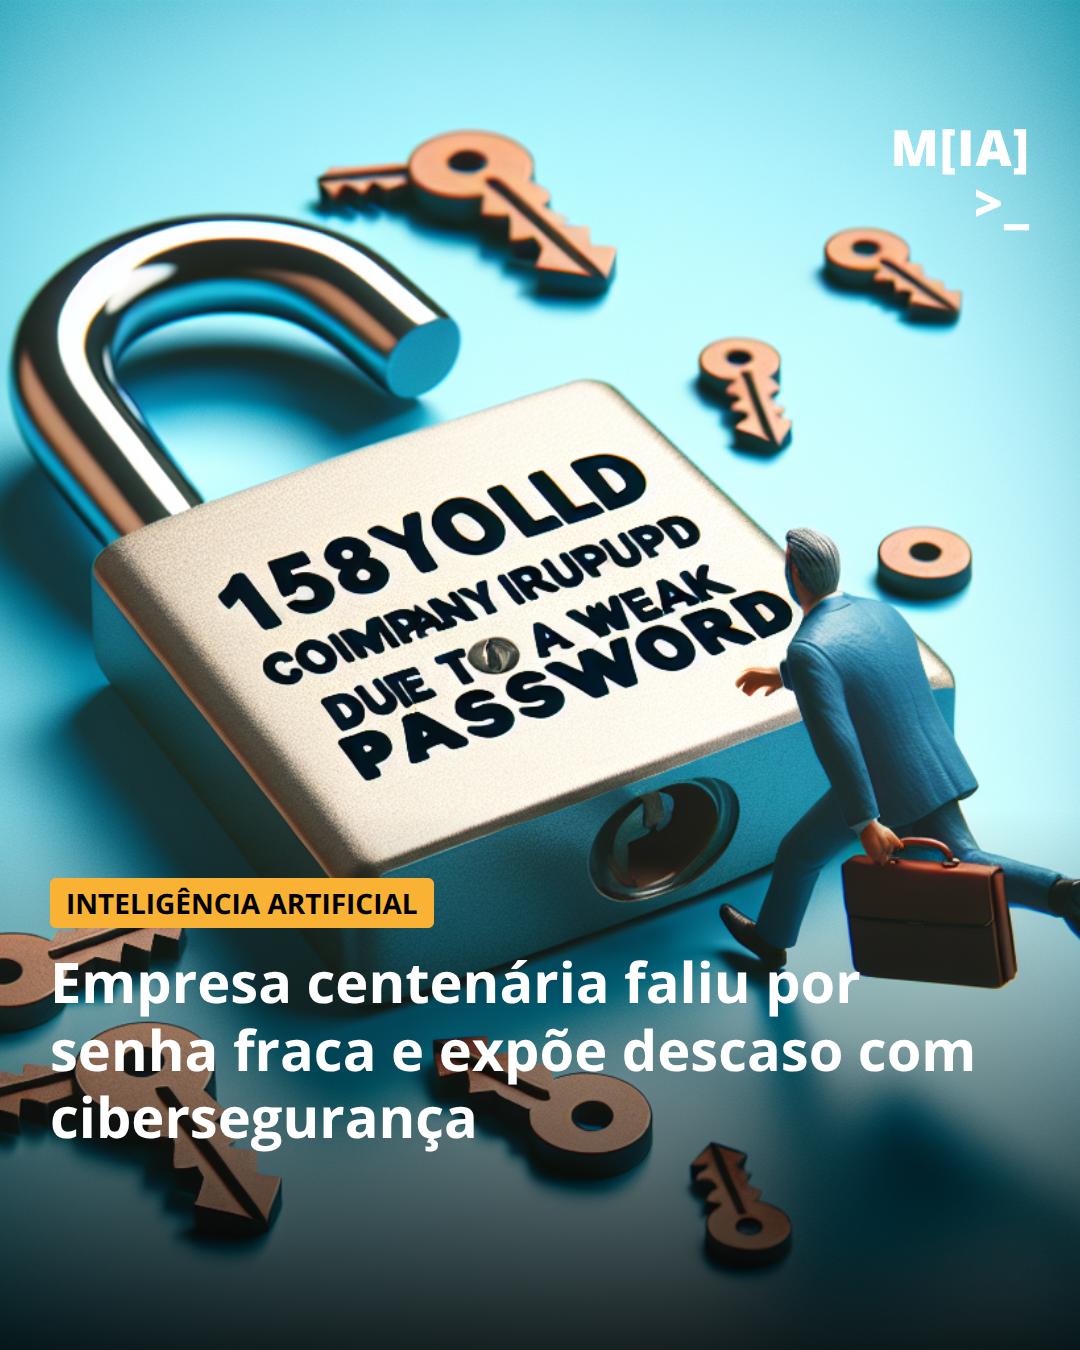 M[IA]
>_
158YOLLD
COIMPANY IRUPUPD
DUIE TO A WEAK
PASSWORD
INTELIGÊNCIA ARTIFICIAL
Empresa centenária faliu por
senha fraca e expõe descaso com
cibersegurança